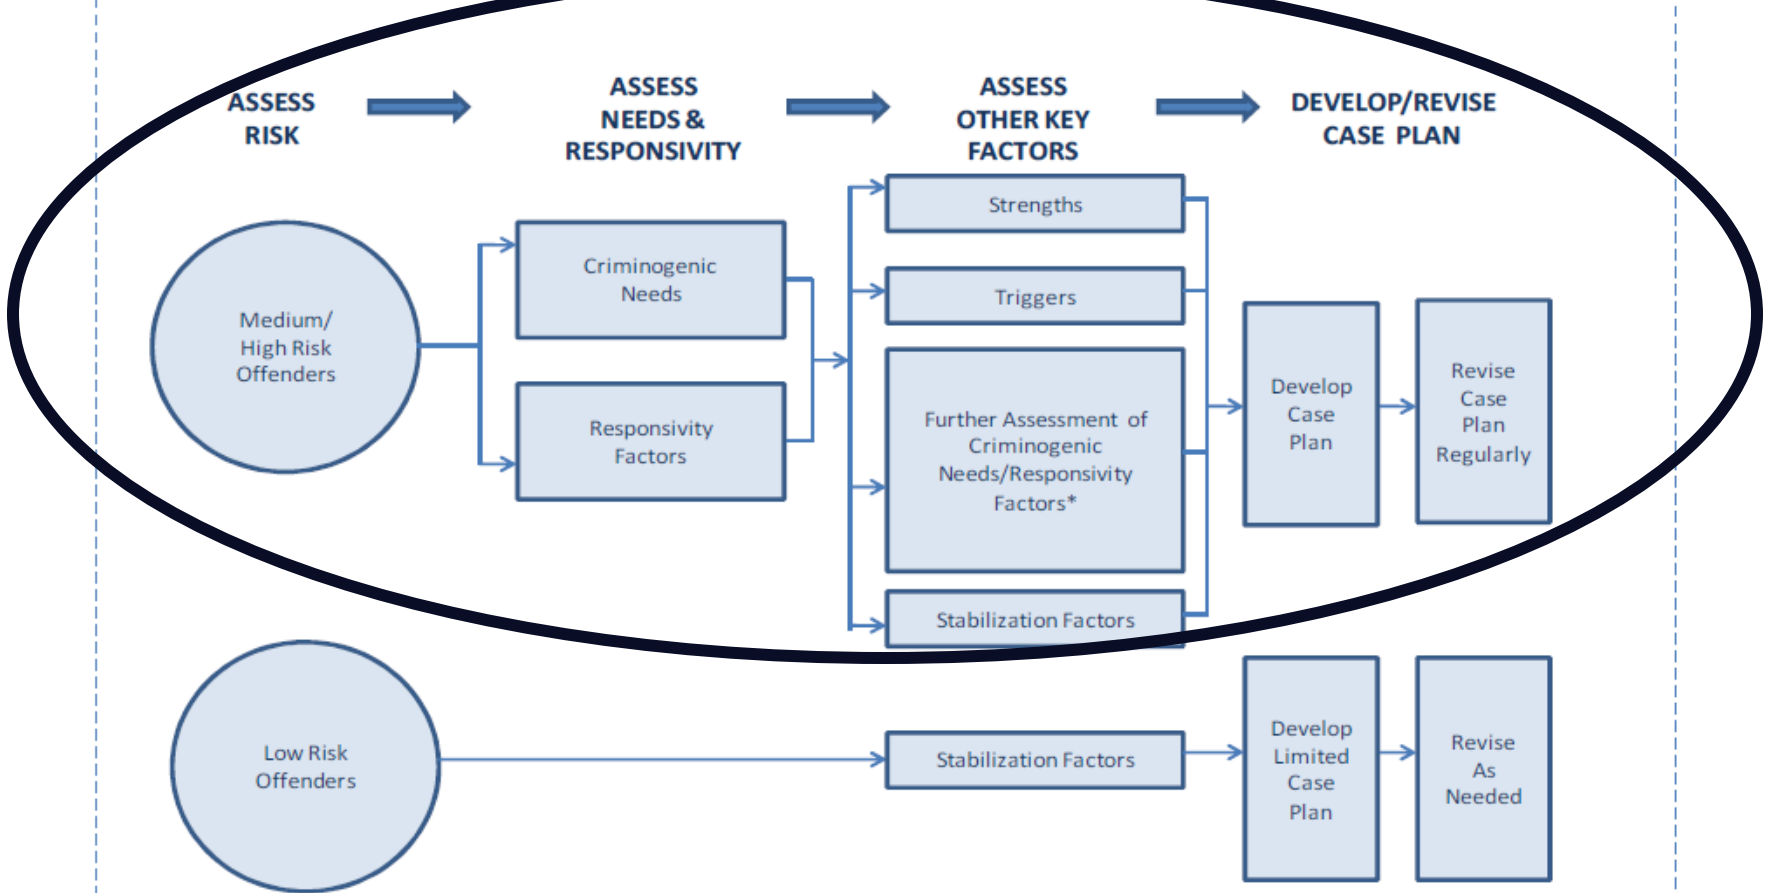 ASSESS
RISK
ASSESS
NEEDS &
RESPONSIVITY
ASSESS
OTHER KEY
FACTORS
DEVELOP/REVISE
CASE PLAN
Medium/
High Risk
Offenders
Criminogenic
Needs
Responsivity
Factors
Strengths
Triggers
Further Assessment of
Criminogenic
Needs/Responsivity
Factors*
Stabilization Factors
Develop
Case
Plan
Revise
Case
Plan
Regularly
Low Risk
Offenders
Stabilization Factors
Develop
Limited
Case
Plan
Revise
As
Needed